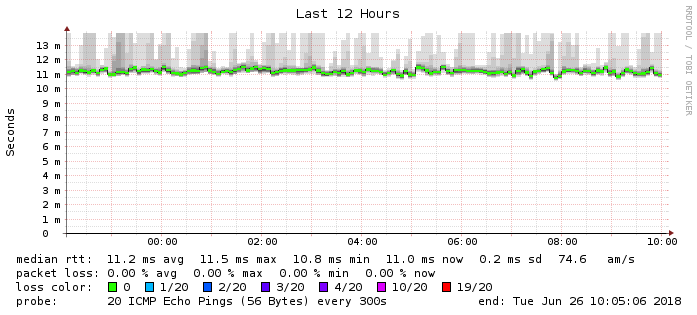 Last 12 Hours
RRDTOOL / TOBI OETIKER
Seconds
13 m
12 m
11 m
10 m
9 m
8 m
7 m
6 m
5 m
4 m
3 m
2 m
1 m
0
00:00 02:00 04:00 06:00 08:00 10:00
median rtt: 11.2 ms avg 11.5 ms max 10.8 ms min 11.0 ms now 0.2 ms sd 74.6 am/s
packet loss: 0.00 % avg 0.00 % max 0.00 % min 0.00 % now
loss color: 0 1/20 2/20 3/20 4/20 10/20 19/20
probe: 20 ICMP Echo Pings (56 Bytes) every 300s end: Tue Jun 26 10:05:06 2018